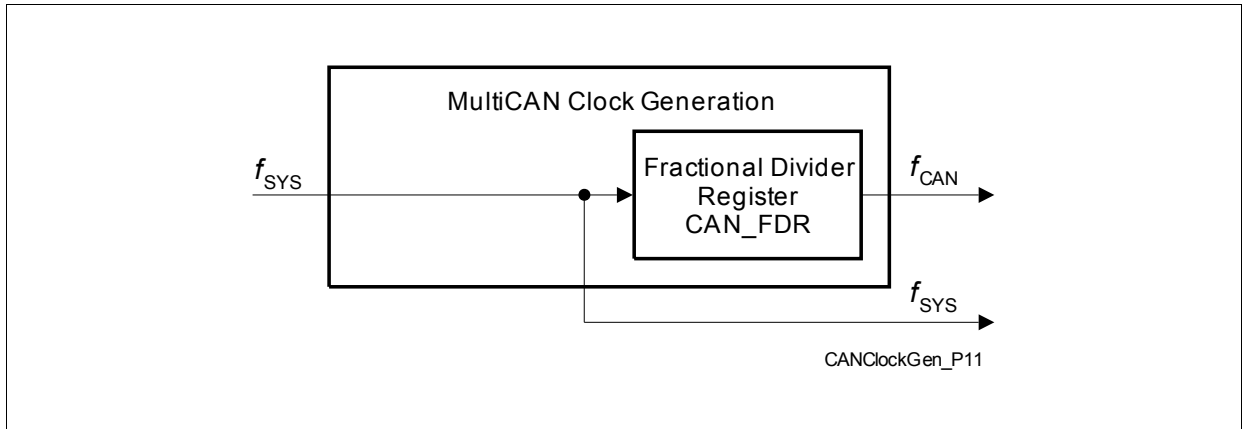 MultiCAN Clock Generation
fSYS
Fractional Divider
Register
CAN_FDR
fCAN
fSYS
CANClockGen_P11